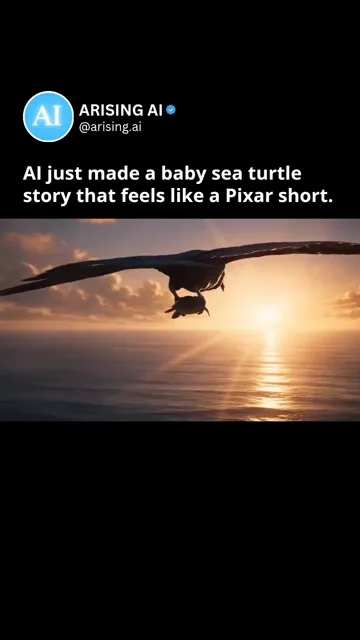 AI
ARISING AI
@arising.ai
AI just made a baby sea turtle
story that feels like a Pixar short.